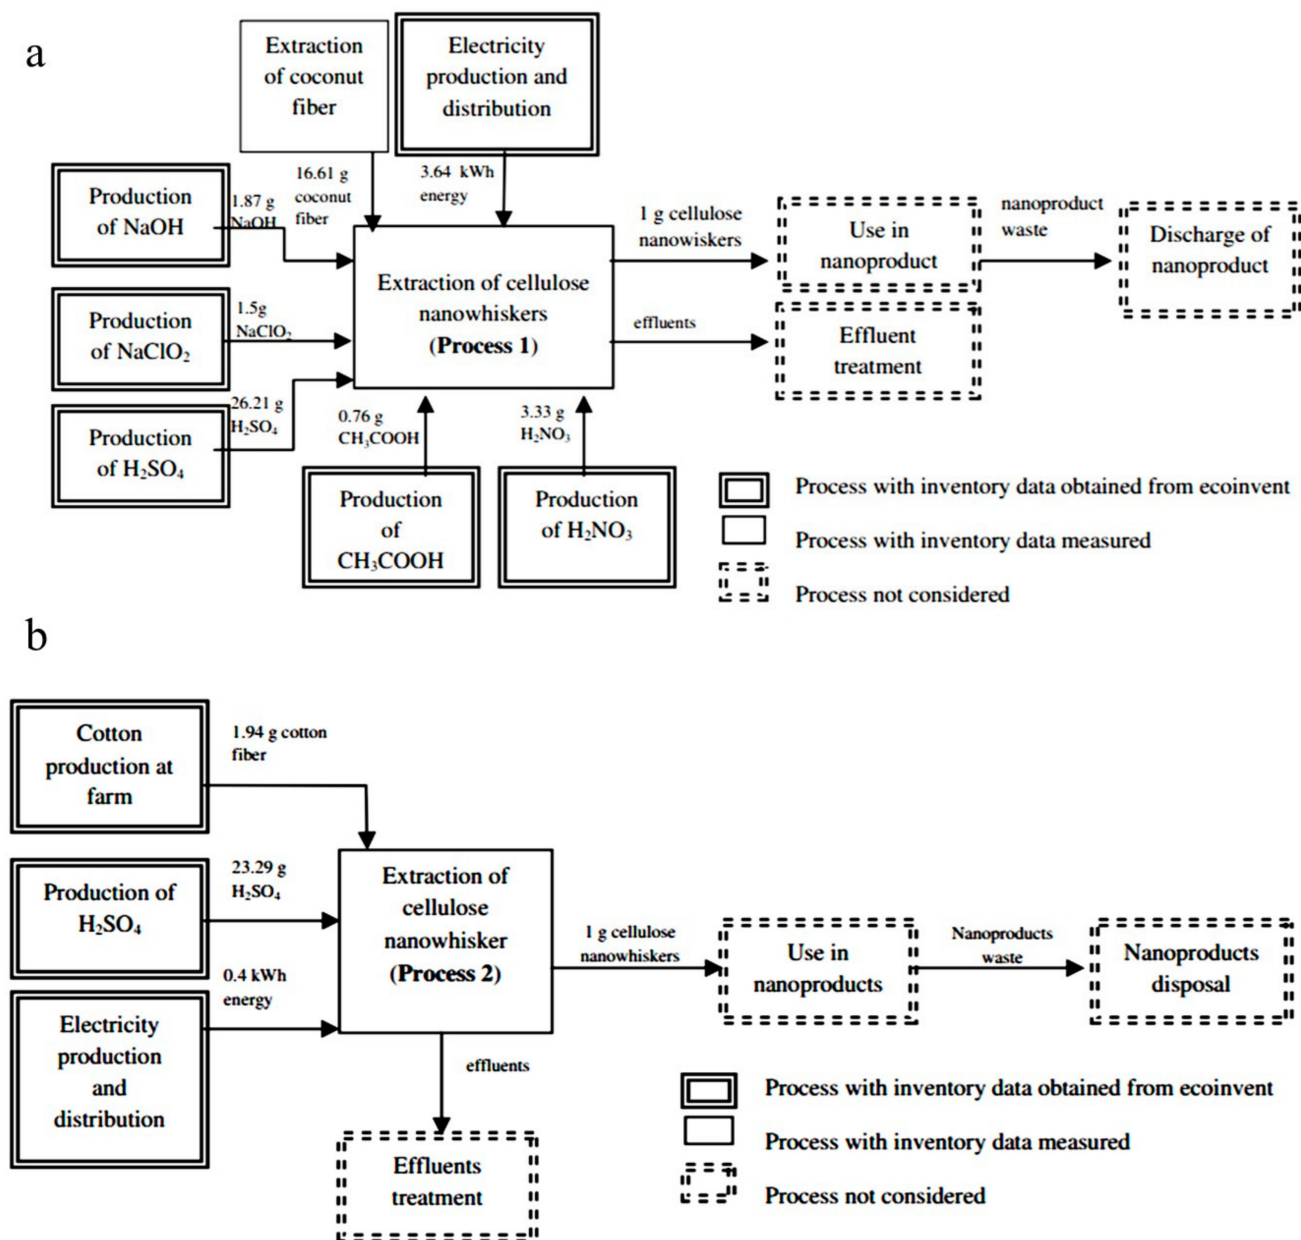 a
Extraction
of coconut
fiber
Electricity
production and
distribution
Production
of NaOH
1.87 g
NaOH
16.61 g
coconut
fiber
3.64 kWh
energy
Production
of NaClO₂
1.5g
NaClO₂
Production
of H₂SO₄
26.21 g
H₂SO₄
Extraction of cellulose
nanowhiskers
(Process 1)
0.76 g
CH₃COOH
3.33 g
H₂NO₃
Production
of
CH₃COOH
Production
of H₂NO₃
1 g cellulose
nanowiskers
Use in
nanoproduct
nanoproduct
waste
Discharge of
nanoproduct
effluents
Effluent
treatment
Process with inventory data obtained from ecoinvent
Process with inventory data measured
Process not considered
b
Cotton
production at
farm
1.94 g cotton
fiber
Production of
H₂SO₄
23.29 g
H₂SO₄
Electricity
production
and
distribution
0.4 kWh
energy
Extraction of
cellulose
nanowhisker
(Process 2)
1 g cellulose
nanowhiskers
Use in
nanoproducts
Nanoproducts
waste
Nanoproducts
disposal
effluents
Effluents
treatment
Process with inventory data obtained from ecoinvent
Process with inventory data measured
Process not considered